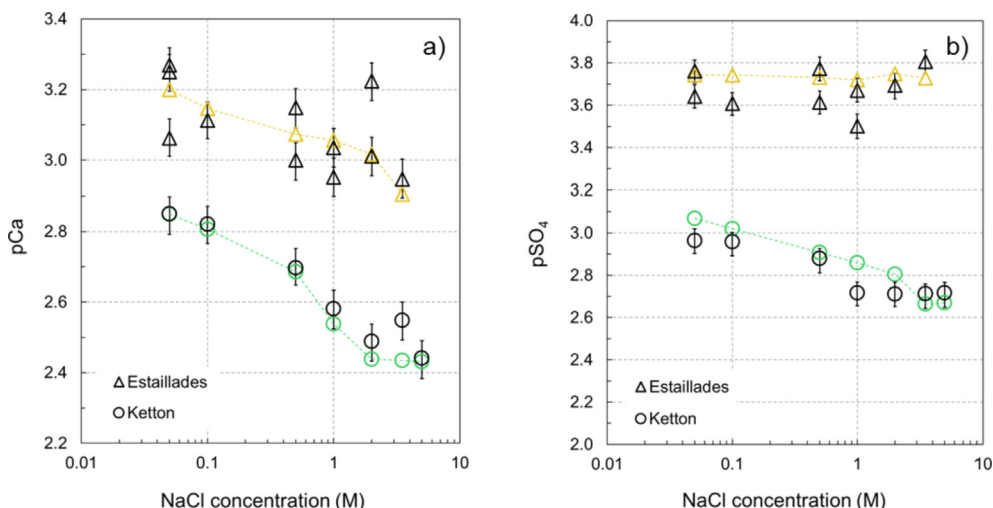 a)
3.4
3.2
3.0
2.8
2.6
2.4
2.2
pCa
△ Estaillades
○ Ketton
0.01 0.1 1 10
NaCl concentration (M)
b)
4.0
3.8
3.6
3.4
3.2
3.0
2.8
2.6
2.4
2.2
2.0
pSO₄
△ Estaillades
○ Ketton
0.01 0.1 1 10
NaCl concentration (M)